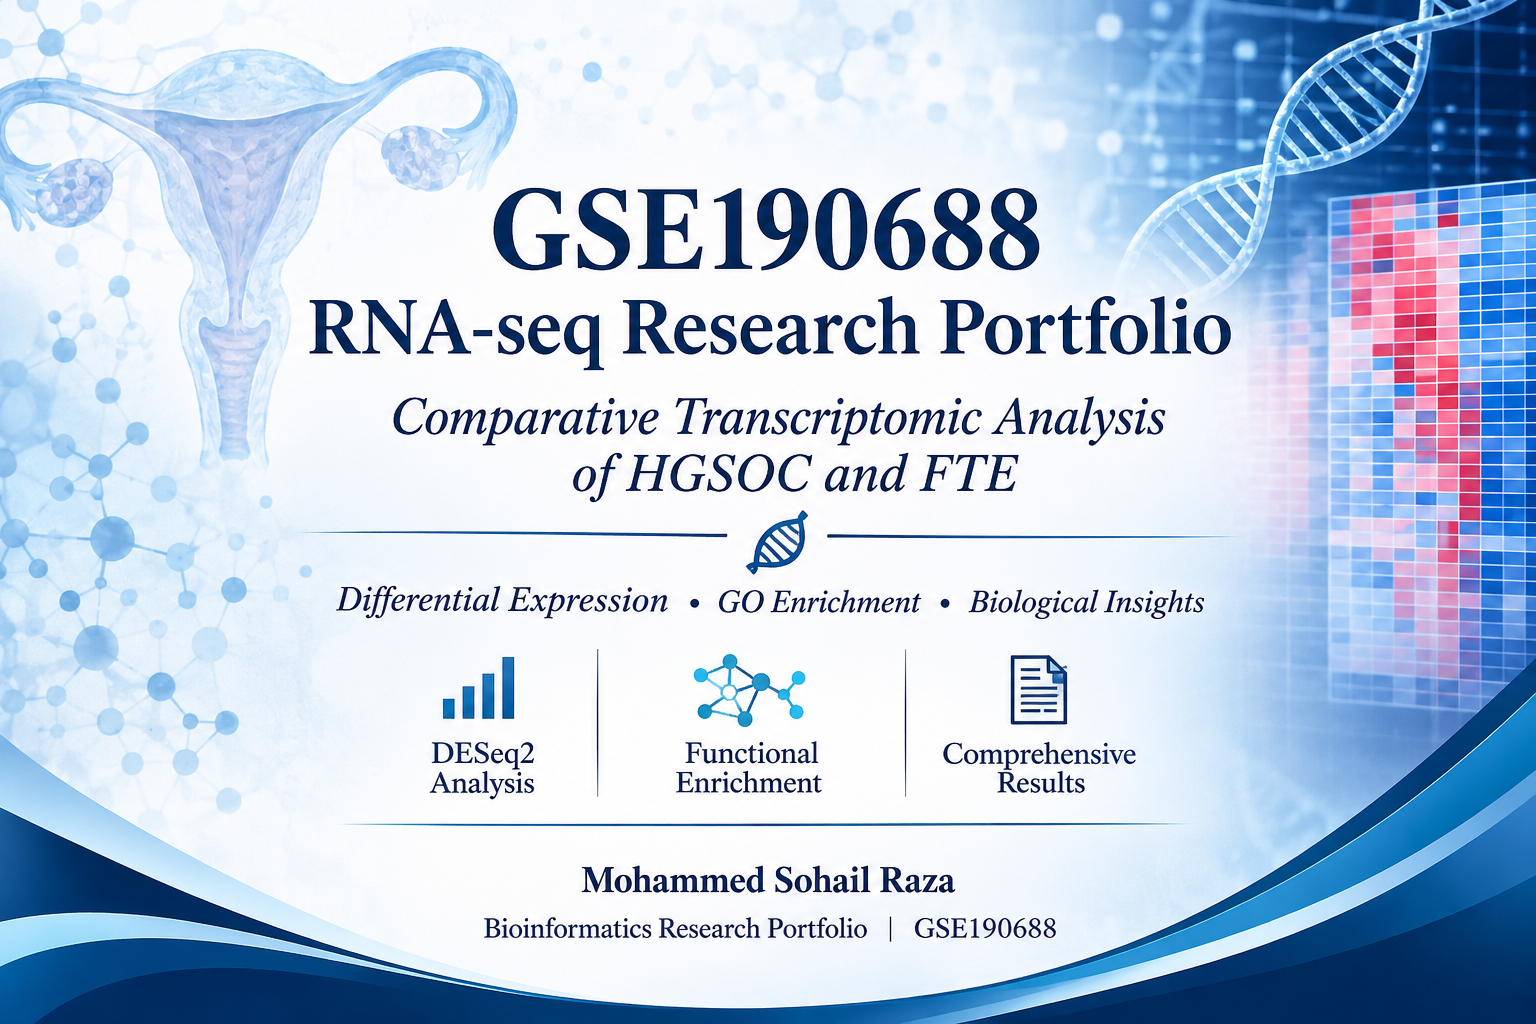 GSE190688
RNA-seq Research Portfolio
Comparative Transcriptomic Analysis
of HGSOC and FTE
Differential Expression • GO Enrichment • Biological Insights
DESeq2
Analysis
Functional
Enrichment
Comprehensive
Results
Mohammed Sohail Raza
Bioinformatics Research Portfolio | GSE190688